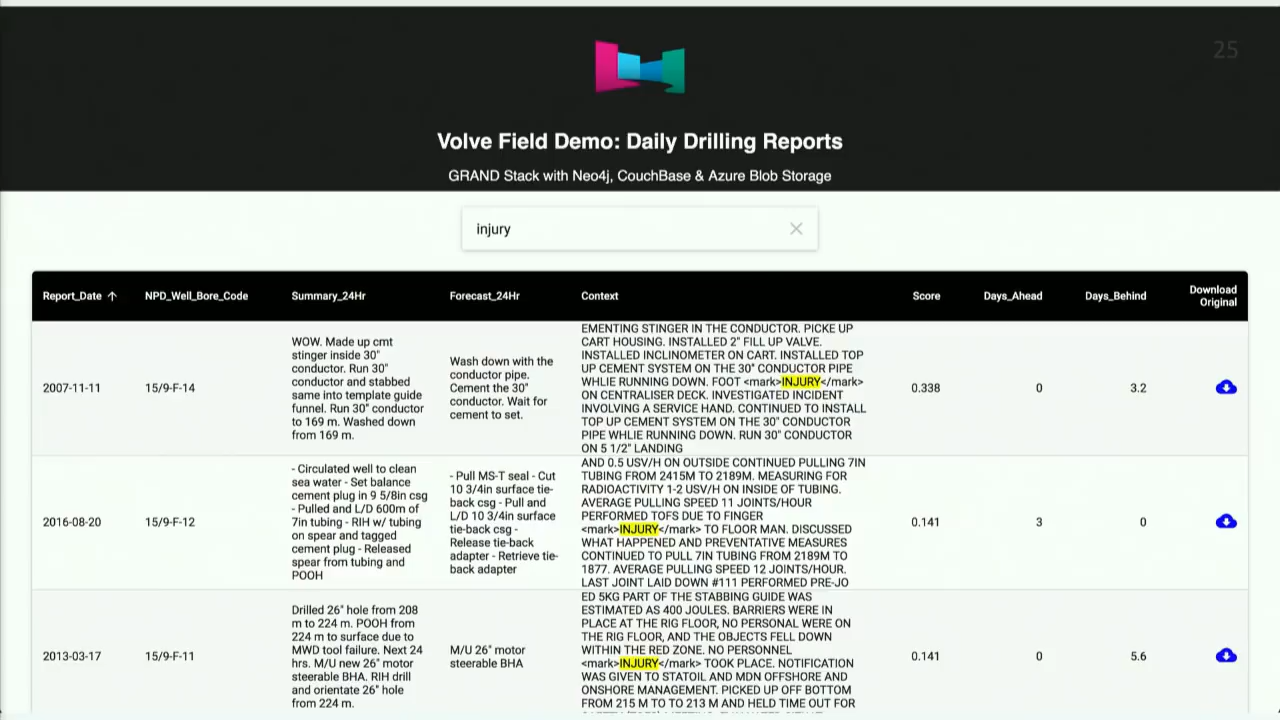 25
Volve Field Demo: Daily Drilling Reports
GRAND Stack with Neo4j, CouchBase & Azure Blob Storage
injury
Report_Date ↑ NPD_Well_Bore_Code Summary_24Hr Forecast_24Hr Context Score Days_Ahead Days_Behind Download
Original
2007-11-11
15/9-F-14
WOW. Made up cmt
stinger inside 30"
conductor. Run 30"
conductor and stabbed
same into template guide
funnel. Run 30" conductor
to 169 m. Washed down
from 169 m.
Wash down with the
conductor pipe.
Cement the 30"
conductor. Wait for
cement to set.
EMENTING STINGER IN THE CONDUCTOR. PICKE UP
CART HOUSING. INSTALLED 2" FILL UP VALVE.
INSTALLED INCLINOMETER ON CART. INSTALLED TOP
UP CEMENT SYSTEM ON THE 30" CONDUCTOR PIPE
WHLIE RUNNING DOWN. FOOT <mark>INJURY</mark>
ON CENTRALISER DECK. INVESTIGATED INCIDENT
INVOLVING A SERVICE HAND. CONTINUED TO INSTALL
TOP UP CEMENT SYSTEM ON THE 30" CONDUCTOR
PIPE WHLIE RUNNING DOWN. RUN 30" CONDUCTOR
ON 5 1/2" LANDING
0.338
0
3.2
2016-08-20
15/9-F-12
- Circulated well to clean
sea water - Set balance
cement plug in 9 5/8in csg
- Pulled and L/D 600m of
7in tubing - RIH w/ tubing
on spear and tagged
cement plug - Released
spear from tubing and
POOH
- Pull MS-T seal - Cut
10 3/4in surface tie-
back csg - Pull and
L/D 10 3/4in surface
tie-back csg -
Release tie-back
adapter - Retrieve tie-
back adapter
AND 0.5 USV/H ON OUTSIDE CONTINUED PULLING 7IN
TUBING FROM 2415M TO 2189M. MEASURING FOR
RADIOACTIVITY 1-2 USV/H ON INSIDE OF TUBING.
AVERAGE PULLING SPEED 11 JOINTS/HOUR
PERFORMED TOFS DUE TO FINGER
<mark>INJURY</mark> TO FLOOR MAN. DISCUSSED
WHAT HAPPENED AND PREVENTATIVE MEASURES
CONTINUED TO PULL 7IN TUBING FROM 2189M TO
1877. AVERAGE PULLING SPEED 12 JOINTS/HOUR.
LAST JOINT LAID DOWN #111 PERFORMED PRE-JO
0.141
3
0
2013-03-17
15/9-F-11
Drilled 26" hole from 208
m to 224 m. POOH from
224 m to surface due to
MWD tool failure. Next 24
hrs. M/U new 26" motor
steerable BHA. RIH drill
and orientate 26" hole
from 224 m.
M/U 26" motor
steerable BHA
ED 5KG PART OF THE STABBING GUIDE WAS
ESTIMATED AS 400 JOULES. BARRIERS WERE IN
PLACE AT THE RIG FLOOR, NO PERSONAL WERE ON
THE RIG FLOOR, AND THE OBJECTS FELL DOWN
WITHIN THE RED ZONE. NO PERSONNEL
<mark>INJURY</mark> TOOK PLACE. NOTIFICATION
WAS GIVEN TO STATOIL AND MDN OFFSHORE AND
ONSHORE MANAGEMENT. PICKED UP OFF BOTTOM
FROM 215 M TO TO 213 M AND HELD TIME OUT FOR
0.141
0
5.6